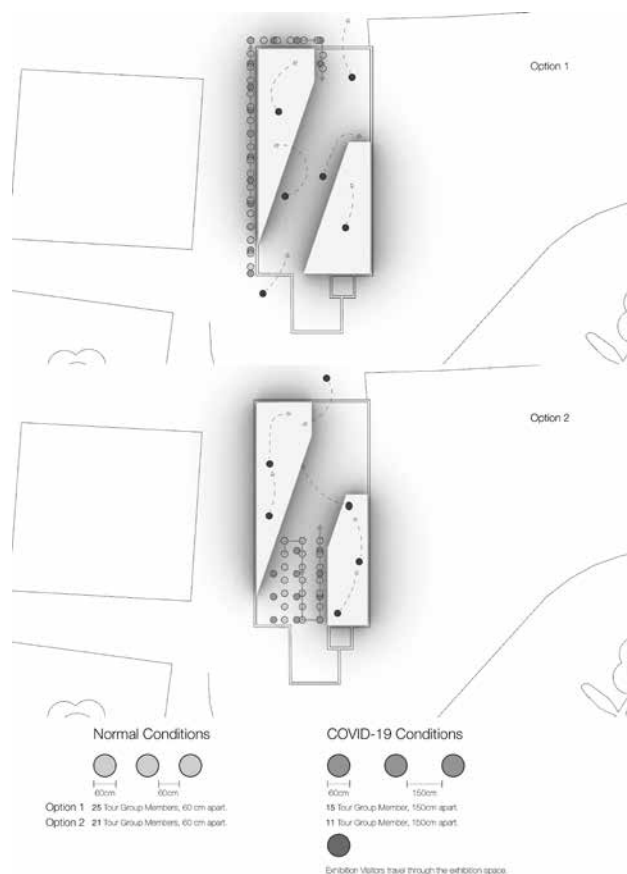 Option 1
Option 2
Normal Conditions
COVID-19 Conditions
60cm
60cm
60cm
150cm
Option 1 25 Tour Group Members, 60 cm apart.
15 Tour Group Member, 150cm apart
Option 2 21 Tour Group Members, 60 cm apart.
11 Tour Group Member, 150cm apart
Exhibition Visitors travel through the exhibition space.